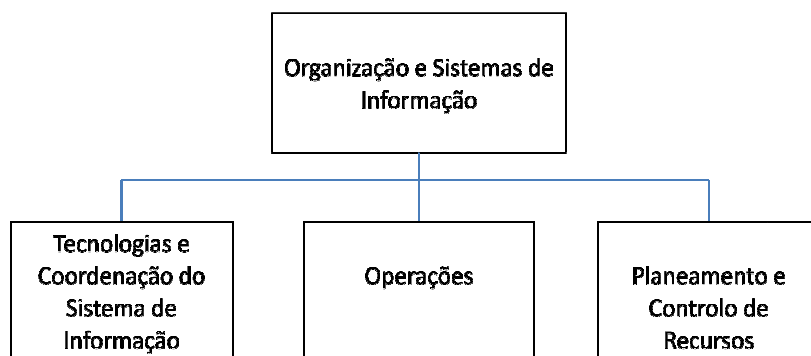 Organização e Sistemas de
Informação
Tecnologias e
Coordenação do
Sistema de
Informação
Operações
Planeamento e
Controlo de
Recursos